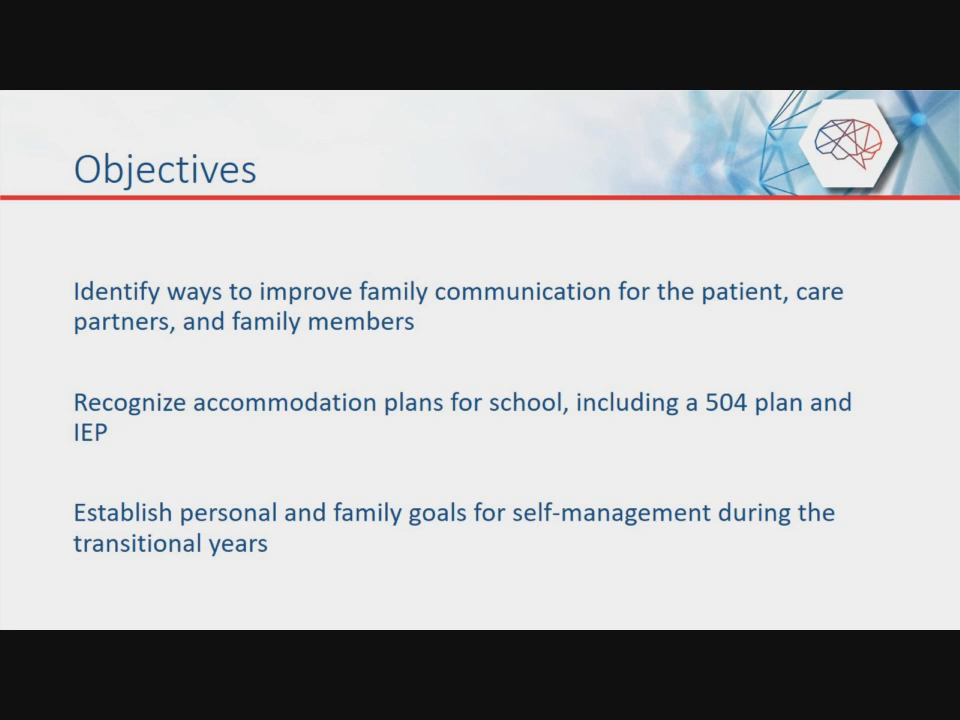 Objectives
Identify ways to improve family communication for the patient, care
partners, and family members
Recognize accommodation plans for school, including a 504 plan and
IEP
Establish personal and family goals for self-management during the
transitional years